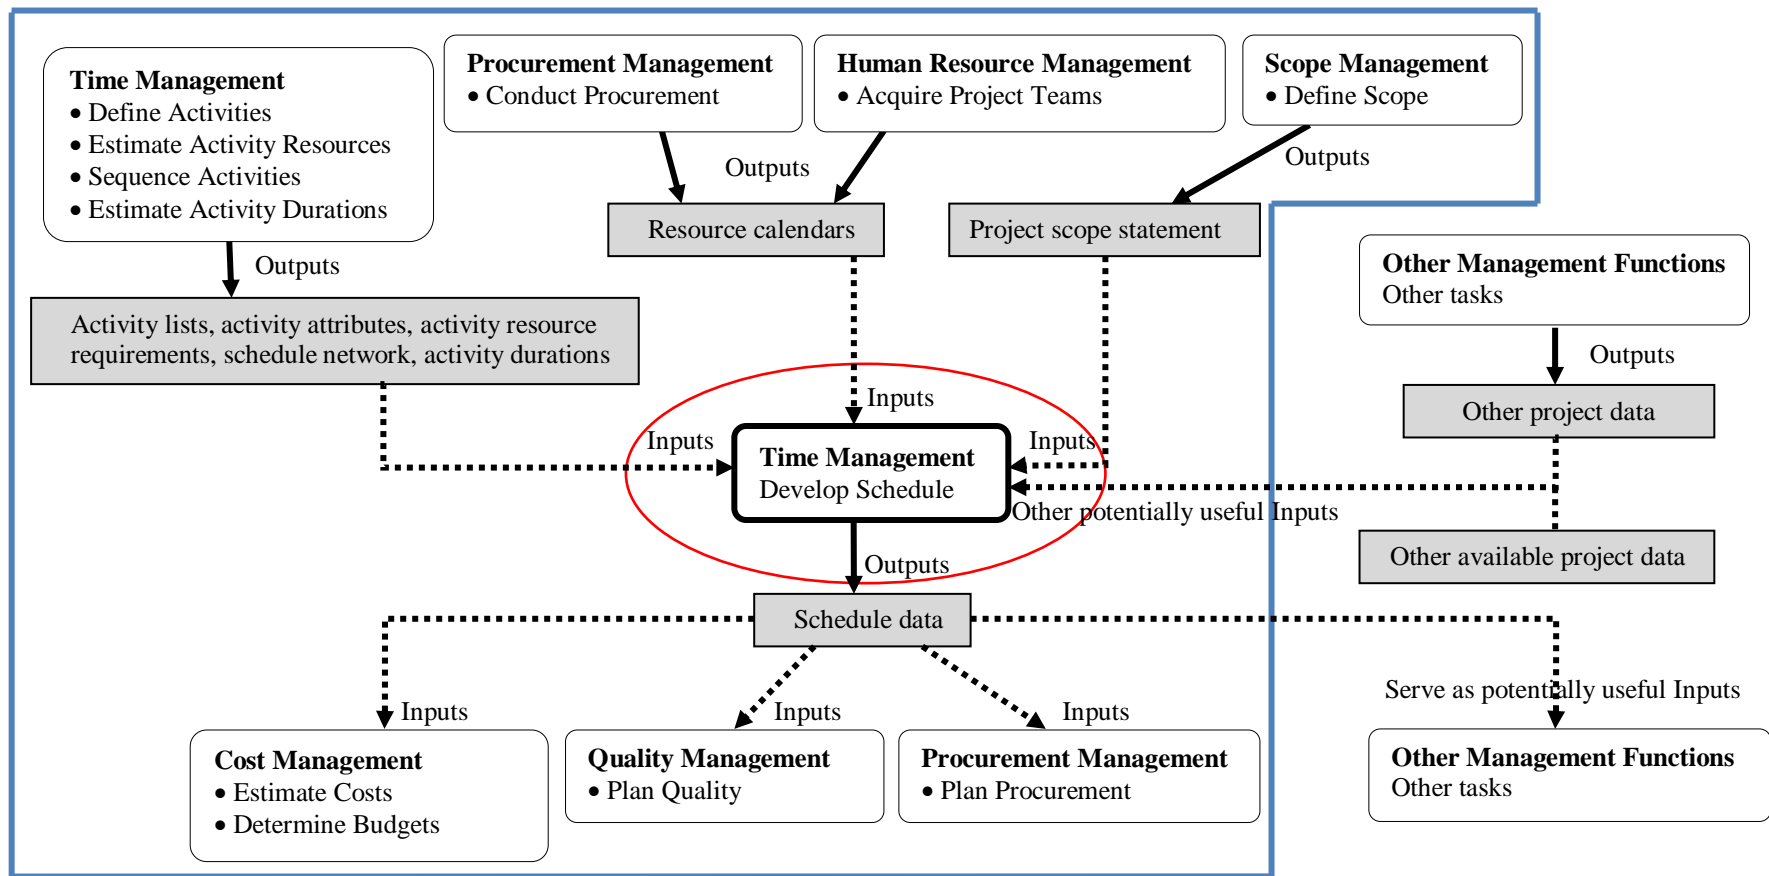 Time Management
• Define Activities
• Estimate Activity Resources
• Sequence Activities
• Estimate Activity Durations
Procurement Management
• Conduct Procurement
Human Resource Management
• Acquire Project Teams
Scope Management
• Define Scope
Outputs
Outputs
Outputs
Resource calendars
Project scope statement
Other Management Functions
Other tasks
Activity lists, activity attributes, activity resource
requirements, schedule network, activity durations
Outputs
Other project data
Inputs
Inputs
Inputs
Time Management
Develop Schedule
Other potentially useful Inputs
Other available project data
Outputs
Schedule data
Serve as potentially useful Inputs
Inputs
Inputs
Inputs
Cost Management
• Estimate Costs
• Determine Budgets
Quality Management
• Plan Quality
Procurement Management
• Plan Procurement
Other Management Functions
Other tasks